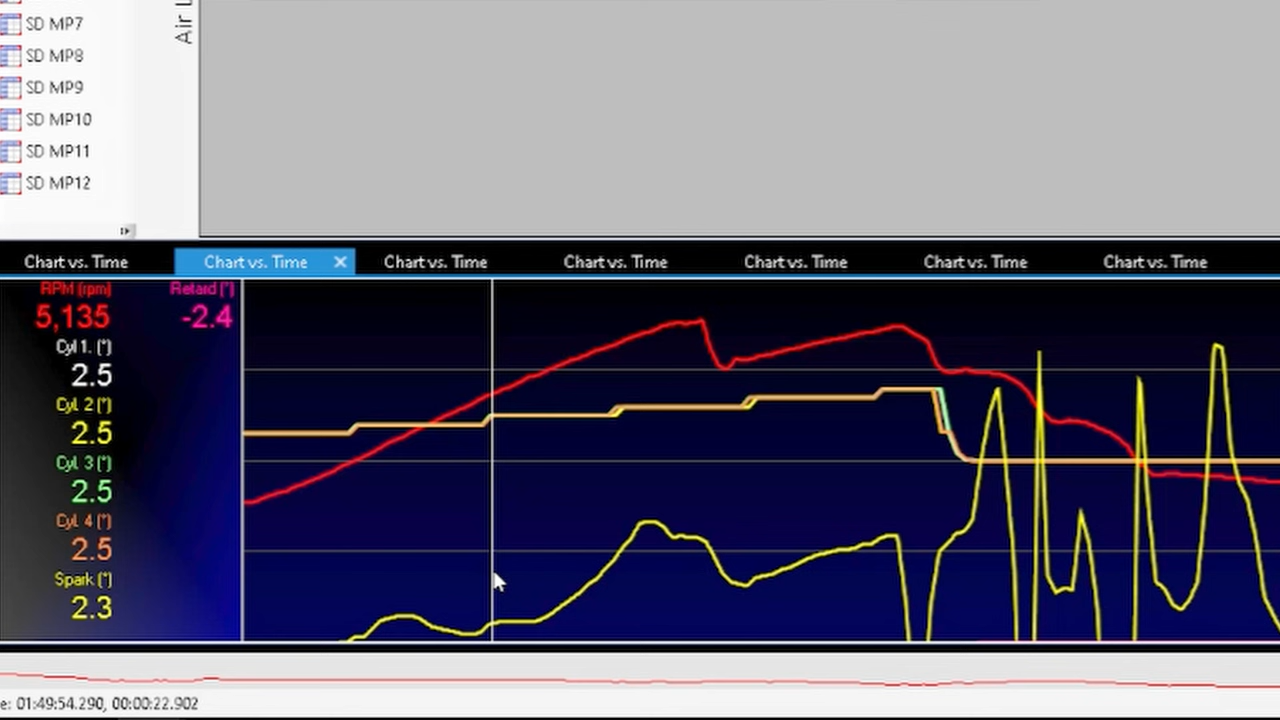 SD MP7
SD MP8
SD MP9
SD MP10
SD MP11
SD MP12
Air
Chart vs. Time
Chart vs. Time
Chart vs. Time
Chart vs. Time
Chart vs. Time
Chart vs. Time
Chart vs. Time
RPM (rpm) Retard (°)
5,135 -2.4
Cyl 1. (°)
2.5
Cyl. 2 (°)
2.5
Cyl. 3 (°)
2.5
Cyl. 4 (°)
2.5
Spark (°)
2.3
e: 01:49:54.290, 00:00:22.902